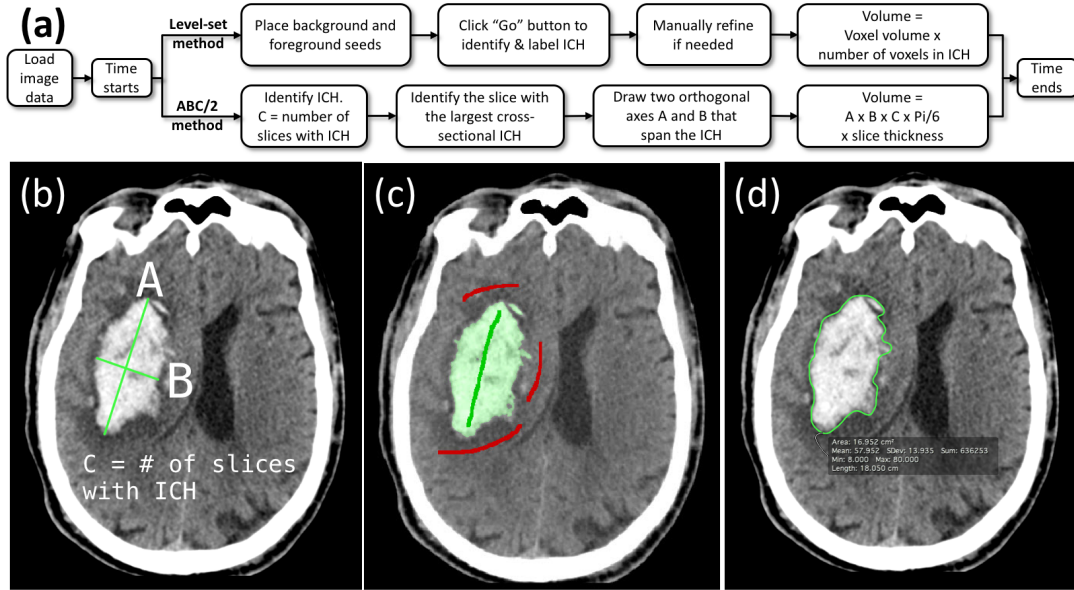 (a)
Load
image
data
Time
starts
Level-set
method
Place background and
foreground seeds
Click “Go” button to
identify & label ICH
Manually refine
if needed
Volume =
Voxel volume x
number of voxels in ICH
ABC/2
method
Identify ICH.
C = number of
slices with ICH
Identify the slice with
the largest cross-
sectional ICH
Draw two orthogonal
axes A and B that
span the ICH
Volume =
A x B x C x Pi/6
x slice thickness
Time
ends
(b)
A
B
C = # of slices
with ICH
(c)
(d)
Area: 16.952 cm²
Mean: 57.952 SDev: 13.935 Sum: 636253
Min: 8.000 Max: 80.000
Length: 18.050 cm